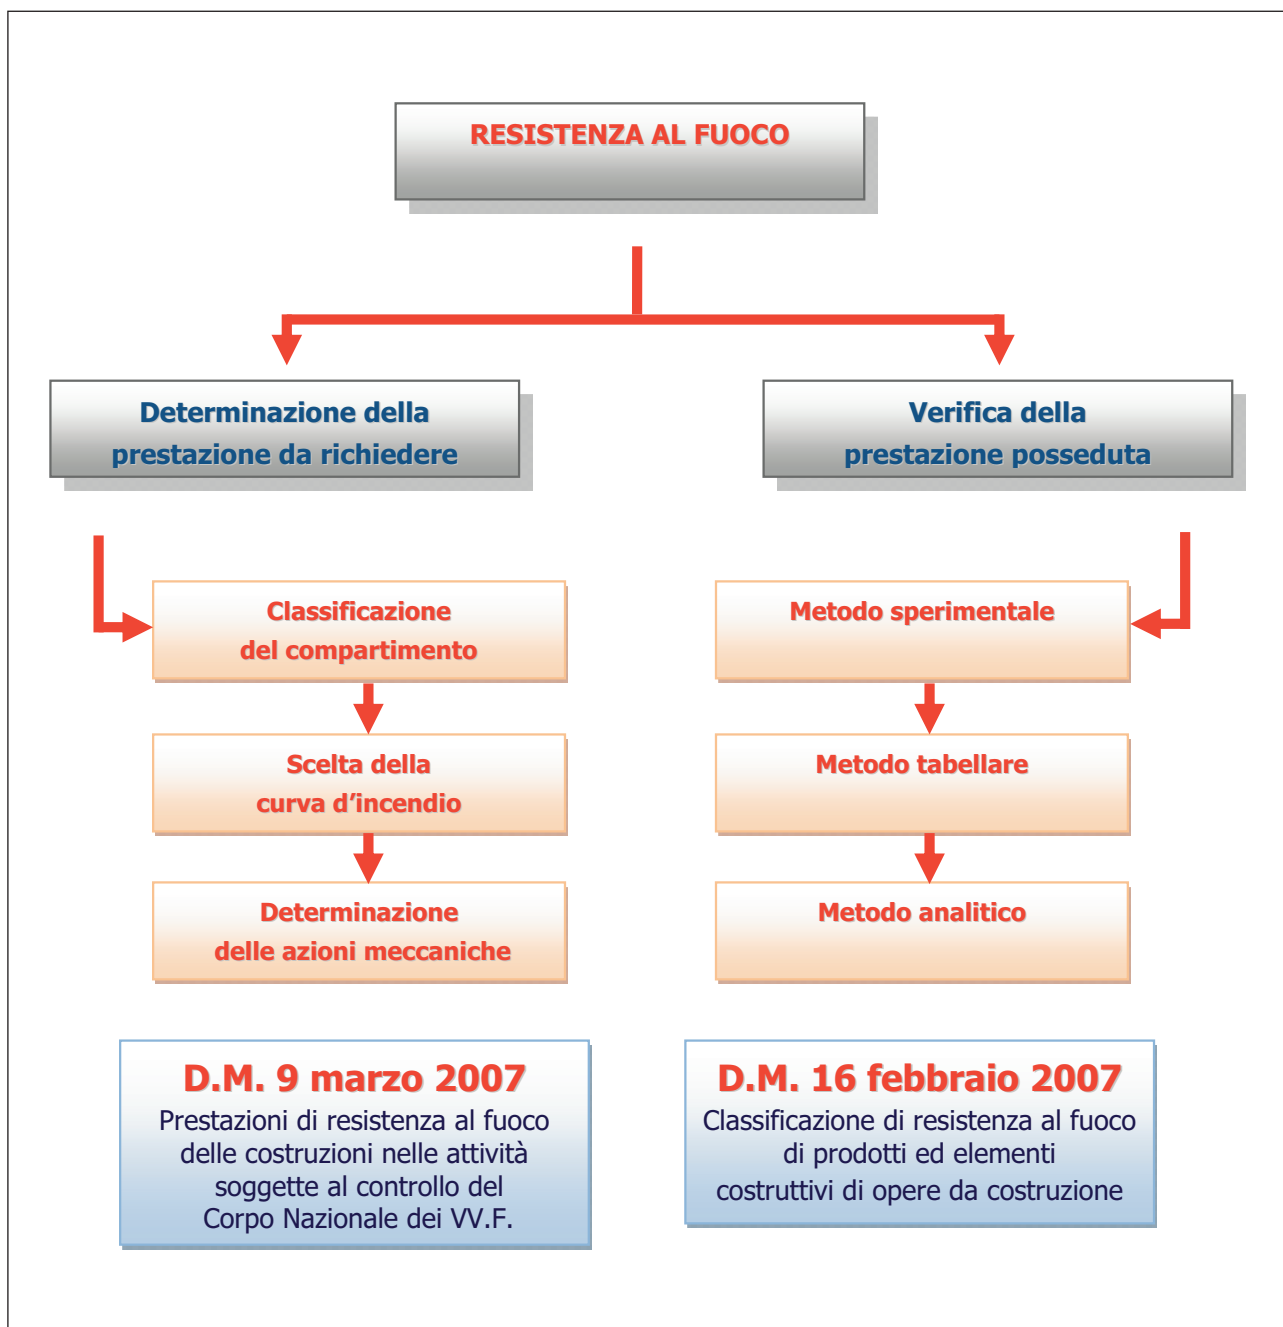 RESISTENZA AL FUOCO
Determinazione della
prestazione da richiedere
Verifica della
prestazione posseduta
Classificazione
del compartimento
Metodo sperimentale
Scelta della
curva d’incendio
Metodo tabellare
Determinazione
delle azioni meccaniche
Metodo analitico
D.M. 9 marzo 2007
Prestazioni di resistenza al fuoco
delle costruzioni nelle attività
soggette al controllo del
Corpo Nazionale dei VV.F.
D.M. 16 febbraio 2007
Classificazione di resistenza al fuoco
di prodotti ed elementi
costruttivi di opere da costruzione